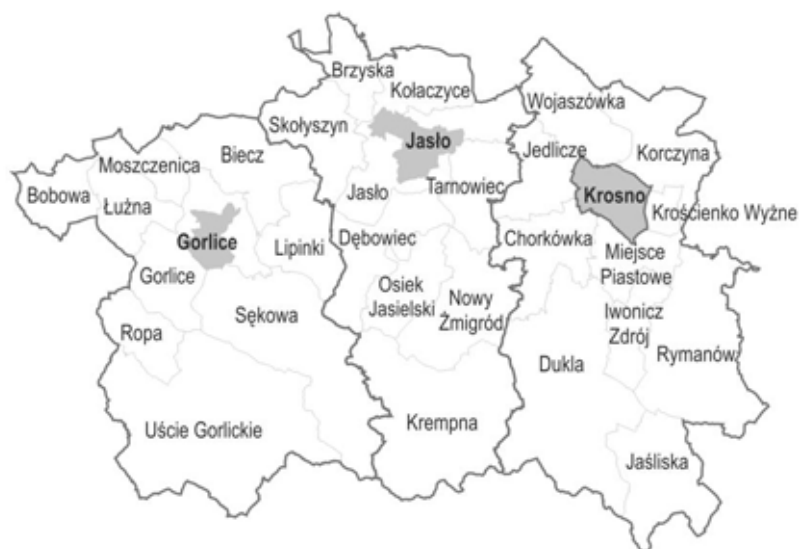 Brzyska
Kołaczyce
Wojaszówka
Skołyszyn
Jasło
Jedlicze
Korczyna
Moszczenica
Biecz
Bobowa
Łużna
Jasło
Tarnowiec
Krosno
Krościenko Wyżne
Gorlice
Lipinki
Dębowiec
Chorkówka
Miejsce
Piastowe
Gorlice
Osiek
Jasielski
Nowy
Żmigród
Iwonicz
Zdrój
Sękowa
Ropa
Dukla
Rymanów
Uście Gorlickie
Krempna
Jaśliska